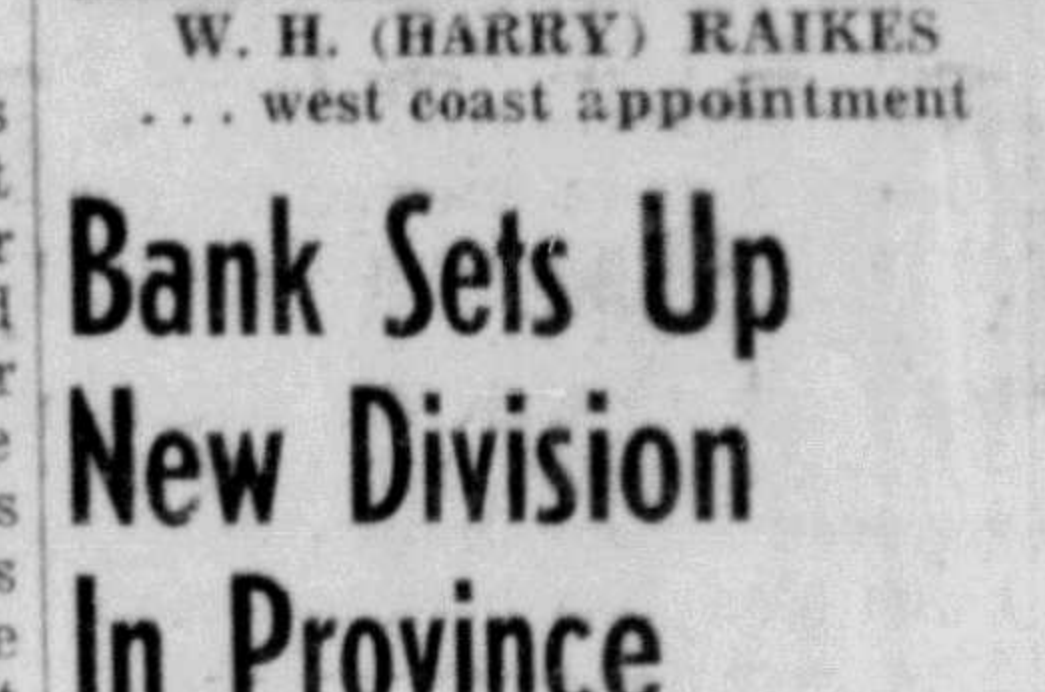 W. H. (HARRY) RAIKES
. . . west coast appointment
Bank Sets Up
New Division
In Province